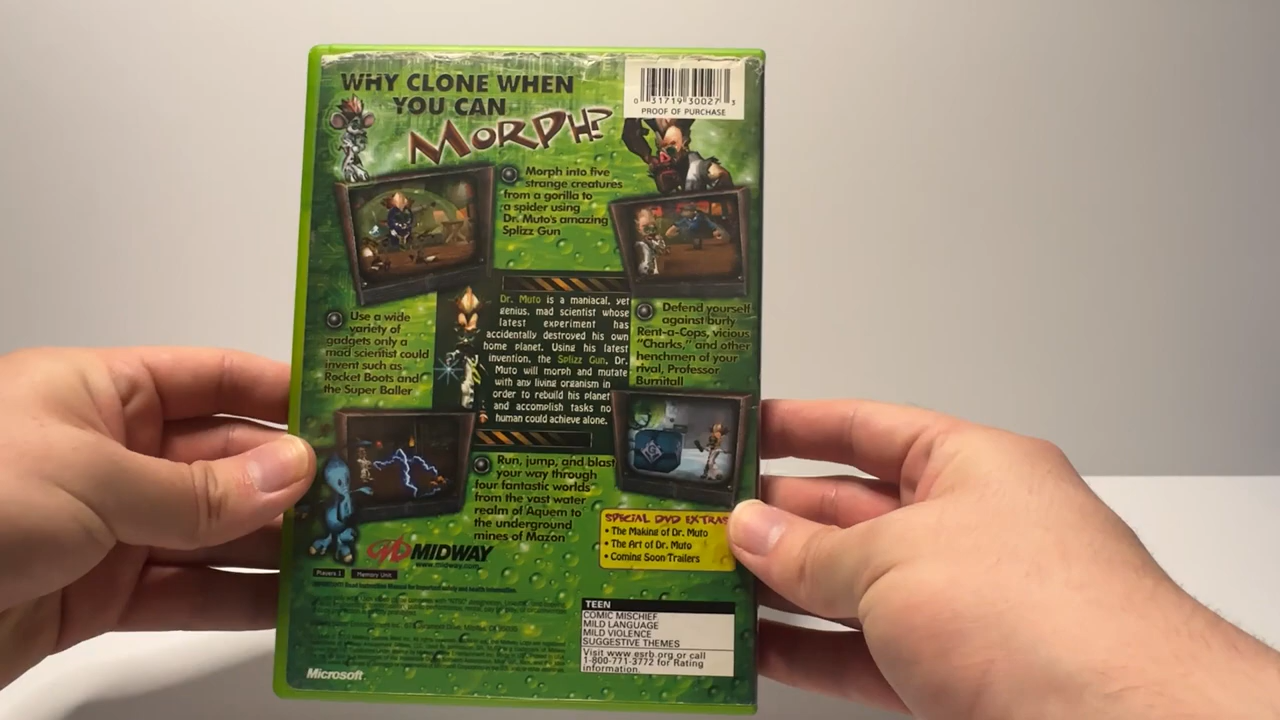 WHY CLONE WHEN
YOU CAN
MORPH?
0 31719 30027 3
PROOF OF PURCHASE
Morph into five
strange creatures
from a gorilla to
a spider using
Dr. Muto's amazing
Splizz Gun
Use a wide
variety of
gadgets only a
mad scientist could
invent such as
Rocket Boots and
the Super Baller
Dr. Muto is a maniacal, yet
genius, mad scientist whose
latest experiment has
accidentally destroyed his own
home planet. Using his latest
invention, the Splizz Gun, Dr.
Muto will morph and mutate
with any living organism in
order to rebuild his planet
and accomplish tasks no
human could achieve alone.
Defend yourself
against burly
Rent-a-Cops, vicious
"Charks," and other
henchmen of your
rival, Professor
Burnitall
Run, jump, and blast
your way through
four fantastic worlds
from the vast water
realm of Aquem to
the underground
mines of Mazon
SPECIAL DVD EXTRAS
• The Making of Dr. Muto
• The Art of Dr. Muto
• Coming Soon Trailers
MIDWAY
www.midway.com
Players 1
Memory Unit
TEEN
COMIC MISCHIEF
MILD LANGUAGE
MILD VIOLENCE
SUGGESTIVE THEMES
Visit www.esrb.org or call
1-800-771-3772 for Rating
information.
Microsoft